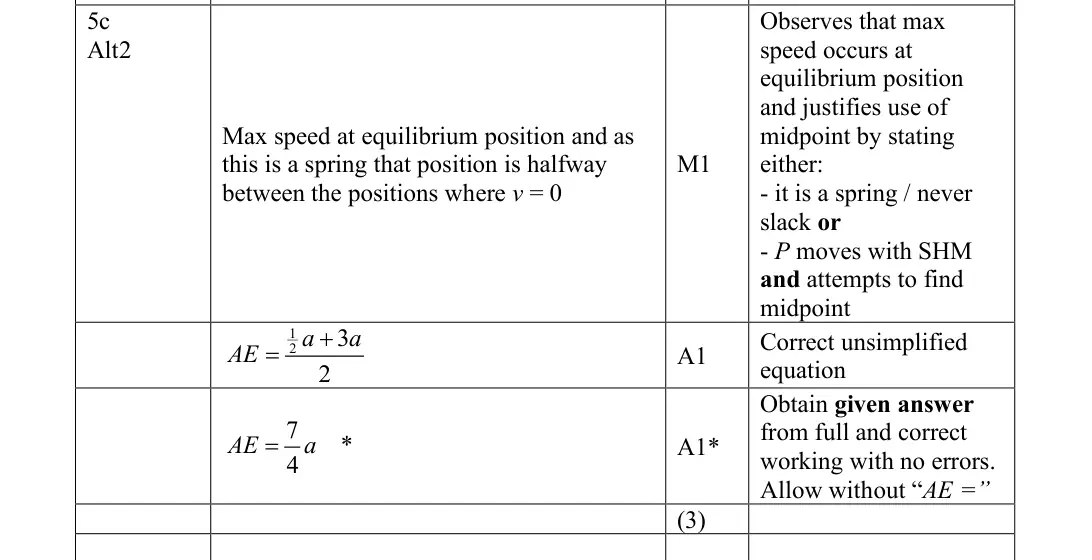 5c
Alt2
Max speed at equilibrium position and as
this is a spring that position is halfway
between the positions where v = 0
M1
Observes that max
speed occurs at
equilibrium position
and justifies use of
midpoint by stating
either:
- it is a spring / never
slack or
- P moves with SHM
and attempts to find
midpoint
AE = (½a + 3a)/2
A1
Correct unsimplified
equation
AE = 7/4 a *
A1*
Obtain given answer
from full and correct
working with no errors.
Allow without “AE =”
(3)